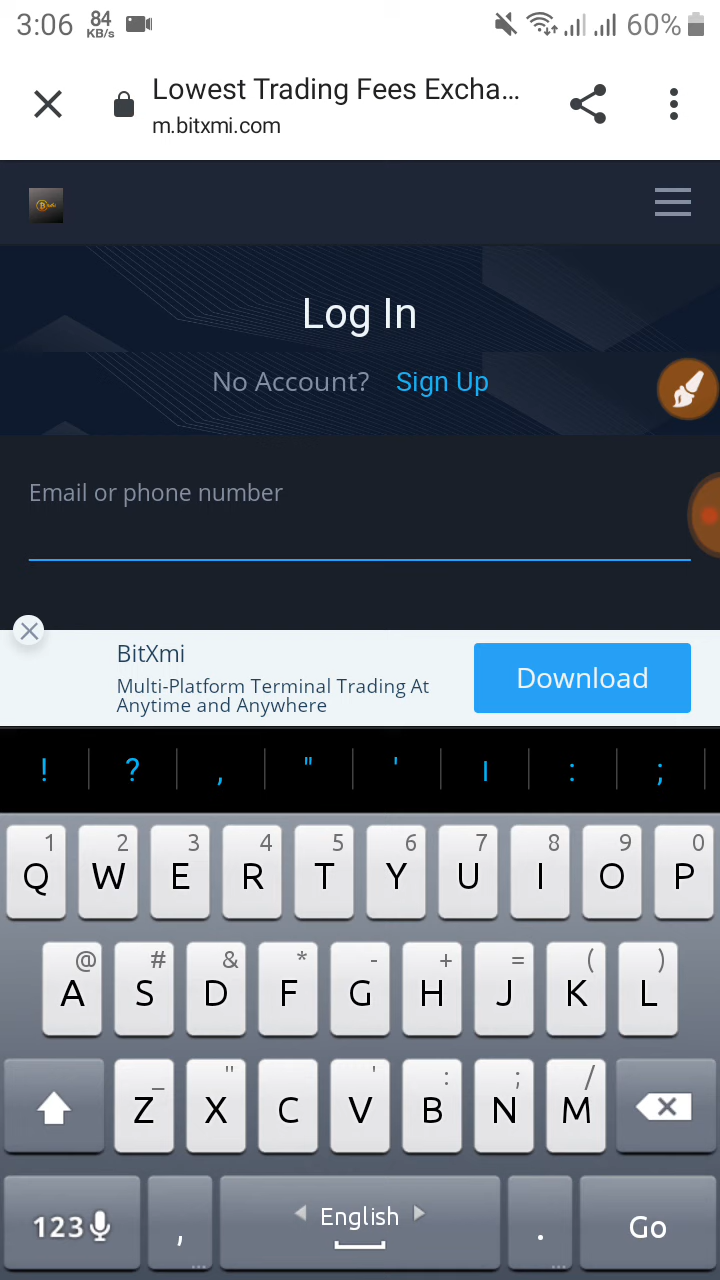 3:06 84 KB/s 60%
Lowest Trading Fees Excha...
m.bitxmi.com
Log In
No Account? Sign Up
Email or phone number
BitXmi
Multi-Platform Terminal Trading At
Anytime and Anywhere
Download
! ? , " ' ı : ;
1 2 3 4 5 6 7 8 9 0
Q W E R T Y U I O P
@ # & * - + = ( )
A S D F G H J K L
_ " ' : ; /
Z X C V B N M
123 , English . Go